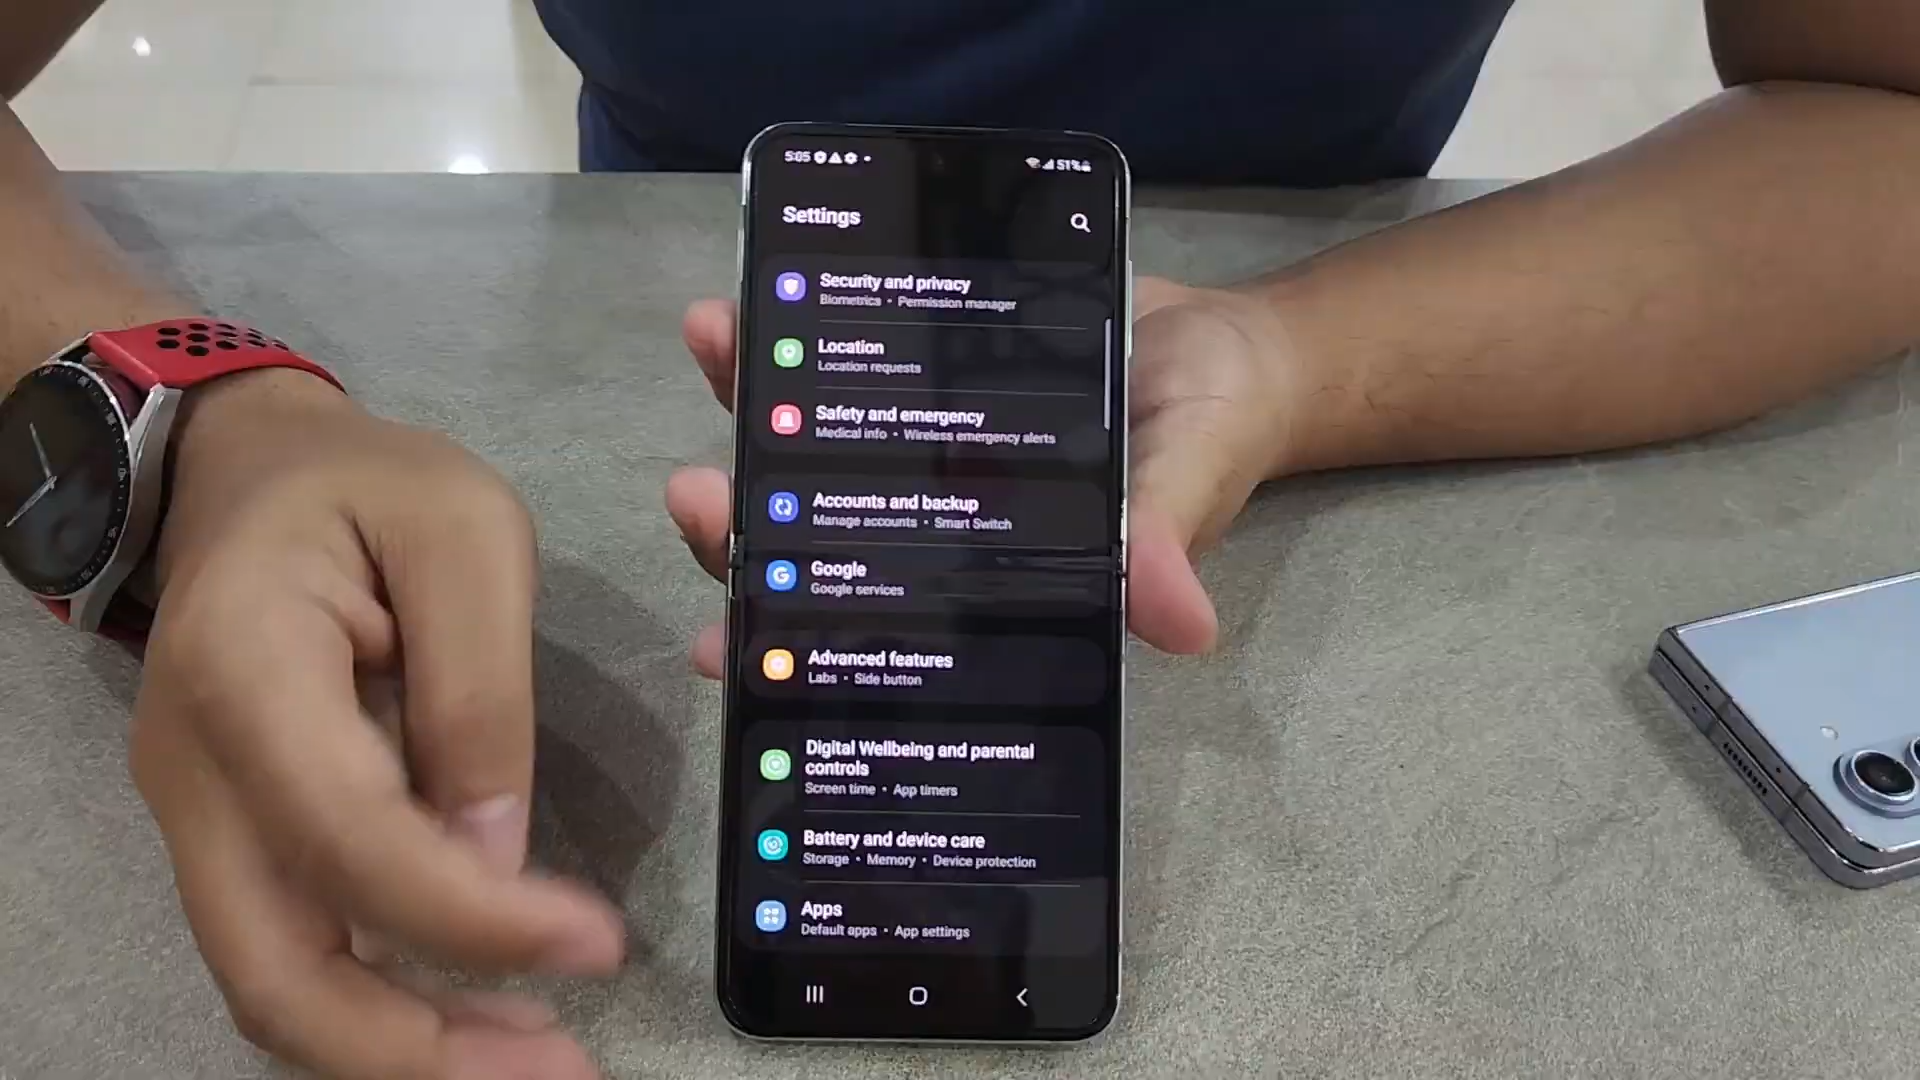 5:05
51%
Settings
Security and privacy
Biometrics • Permission manager
Location
Location requests
Safety and emergency
Medical info • Wireless emergency alerts
Accounts and backup
Manage accounts • Smart Switch
Google
Google services
Advanced features
Labs • Side button
Digital Wellbeing and parental
controls
Screen time • App timers
Battery and device care
Storage • Memory • Device protection
Apps
Default apps • App settings